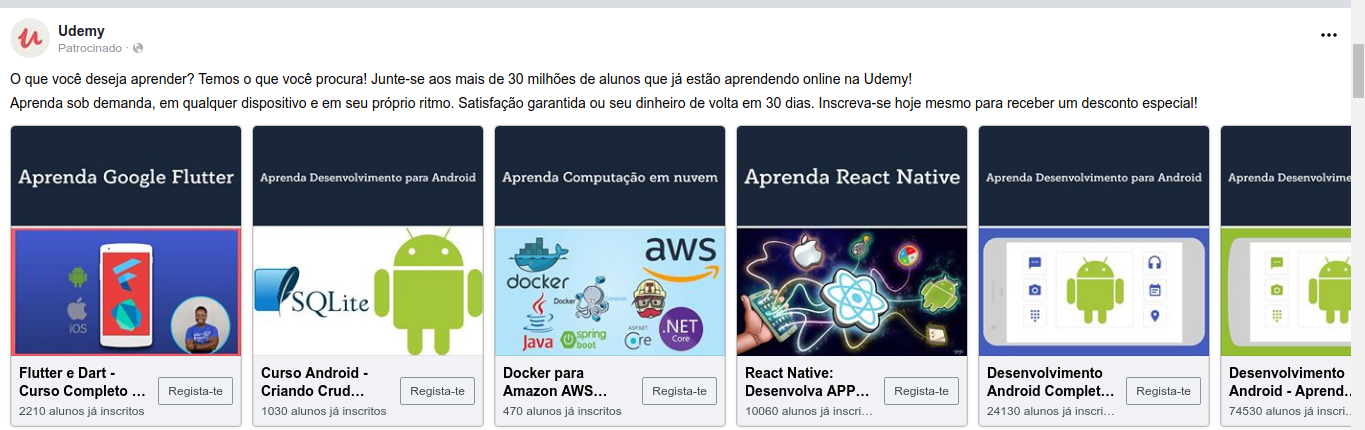 Udemy
Patrocinado ·
O que você deseja aprender? Temos o que você procura! Junte-se aos mais de 30 milhões de alunos que já estão aprendendo online na Udemy!
Aprenda sob demanda, em qualquer dispositivo e em seu próprio ritmo. Satisfação garantida ou seu dinheiro de volta em 30 dias. Inscreva-se hoje mesmo para receber um desconto especial!
Aprenda Google Flutter
iOS
Flutter e Dart -
Curso Completo ...
Regista-te
2210 alunos já inscritos
Aprenda Desenvolvimento para Android
SQLite
Curso Android -
Criando Crud...
Regista-te
1030 alunos já inscritos
Aprenda Computação em nuvem
aws
docker
Docker
Compose
Java
spring
boot
ASP.NET
Core
.NET
Core
Docker para
Amazon AWS...
Regista-te
470 alunos já inscritos
Aprenda React Native
React Native:
Desenvolva APP...
Regista-te
10060 alunos já inscri...
Aprenda Desenvolvimento para Android
Desenvolvimento
Android Complet...
Regista-te
24130 alunos já inscri...
Aprenda Desenvolvime
Desenvolvimento
Android - Aprend..
74530 alunos já inscri